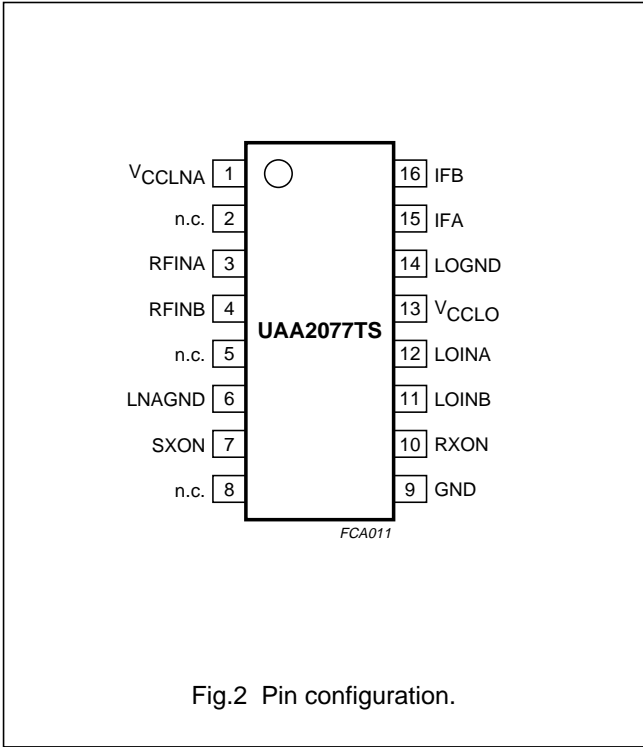 VCCLNA 1 16 IFB
n.c. 2 15 IFA
RFINA 3 14 LOGND
RFINB 4 13 VCCLO
UAA2077TS
n.c. 5 12 LOINA
LNAGND 6 11 LOINB
SXON 7 10 RXON
n.c. 8 9 GND
FCA011
Fig.2 Pin configuration.